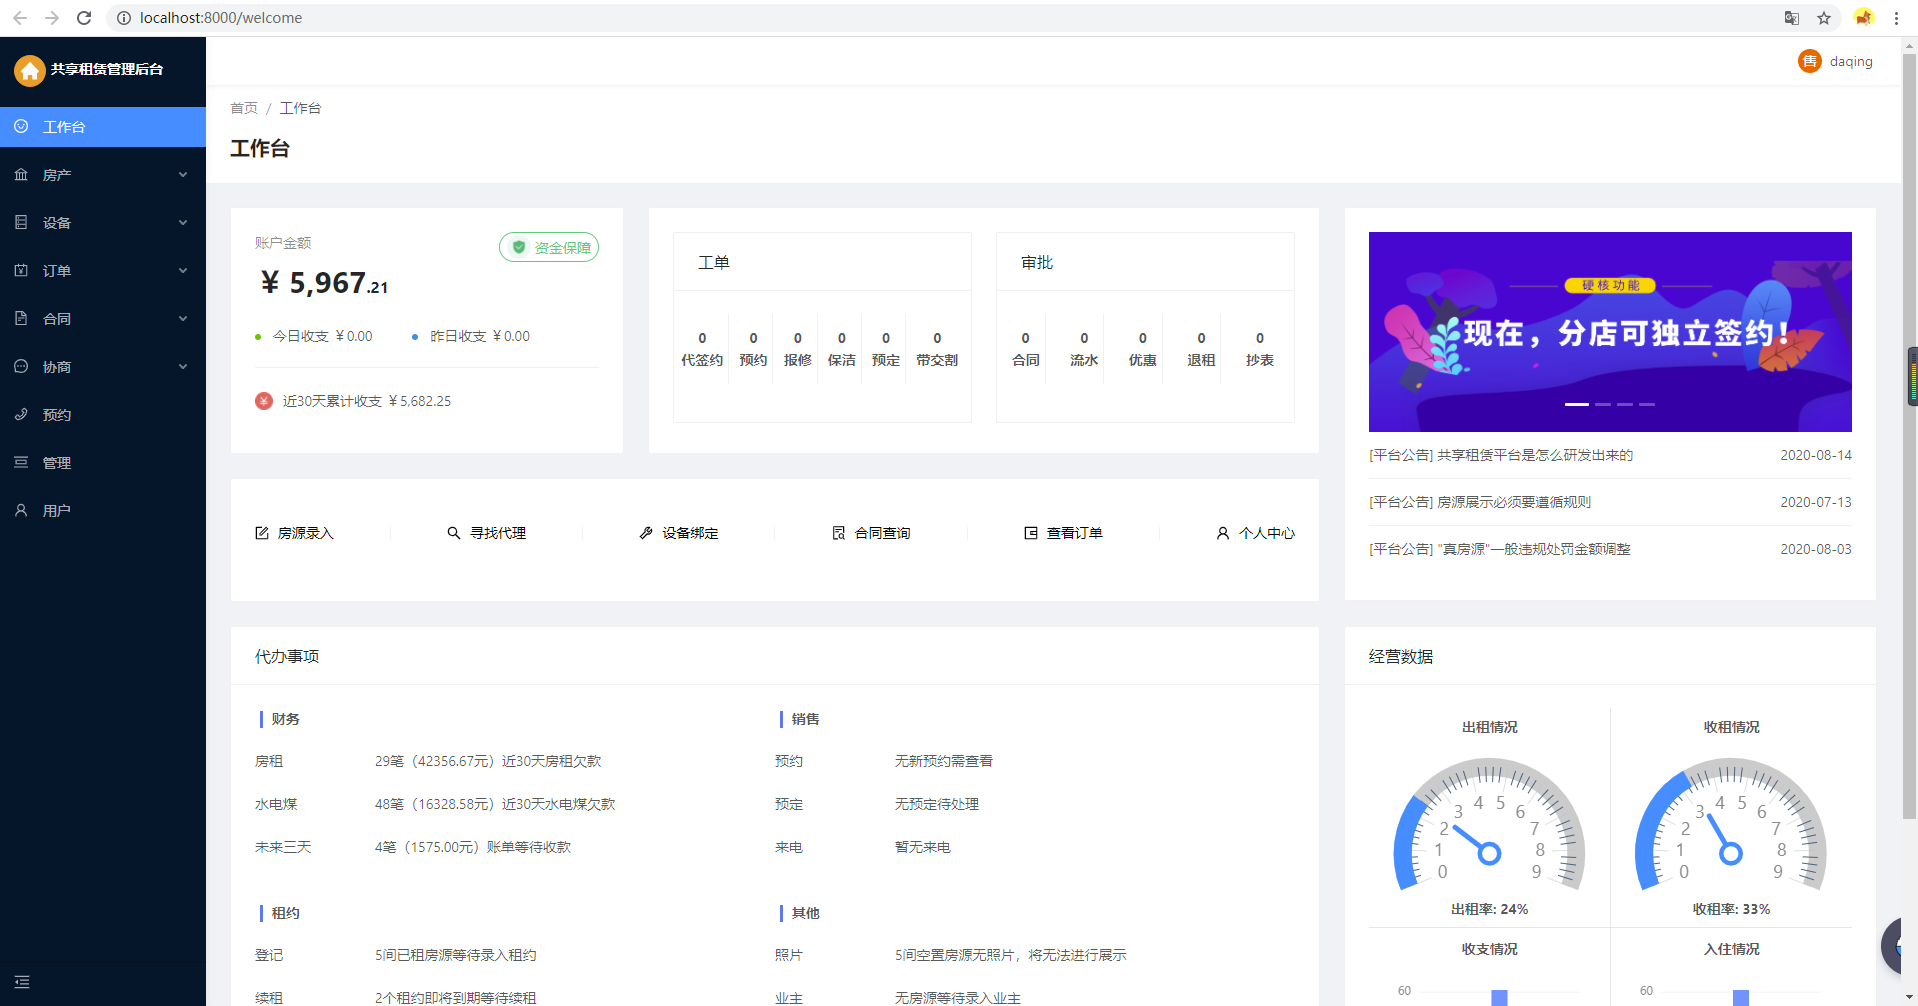 localhost:8000/welcome
共享租赁管理后台
daqing
工作台
房产
设备
订单
合同
协商
预约
管理
用户
首页 / 工作台
工作台
账户金额
资金保障
¥ 5,967.21
今日收支 ¥0.00
昨日收支 ¥0.00
近30天累计收支 ¥5,682.25
工单
0 0 0 0 0 0
代签约 预约 报修 保洁 预定 带交割
审批
0 0 0 0 0
合同 流水 优惠 退租 抄表
硬核功能
现在，分店可独立签约！
[平台公告] 共享租赁平台是怎么研发出来的 2020-08-14
[平台公告] 房源展示必须要遵循规则 2020-07-13
[平台公告] "真房源"一般违规处罚金额调整 2020-08-03
房源录入 寻找代理 设备绑定 合同查询 查看订单 个人中心
代办事项
财务
房租 29笔（42356.67元）近30天房租欠款
水电煤 48笔（16328.58元）近30天水电煤欠款
未来三天 4笔（1575.00元）账单等待收款
销售
预约 无新预约需查看
预定 无预定待处理
来电 暂无来电
租约
登记 5间已租房源等待录入租约
续租 2个租约即将到期等待续租
其他
照片 5间空置房源无照片，将无法进行展示
业主 无房源等待录入业主
经营数据
出租情况
0 1 2 3 4 5 6 7 8 9
出租率: 24%
收租情况
0 1 2 3 4 5 6 7 8 9
收租率: 33%
收支情况
60
入住情况
60